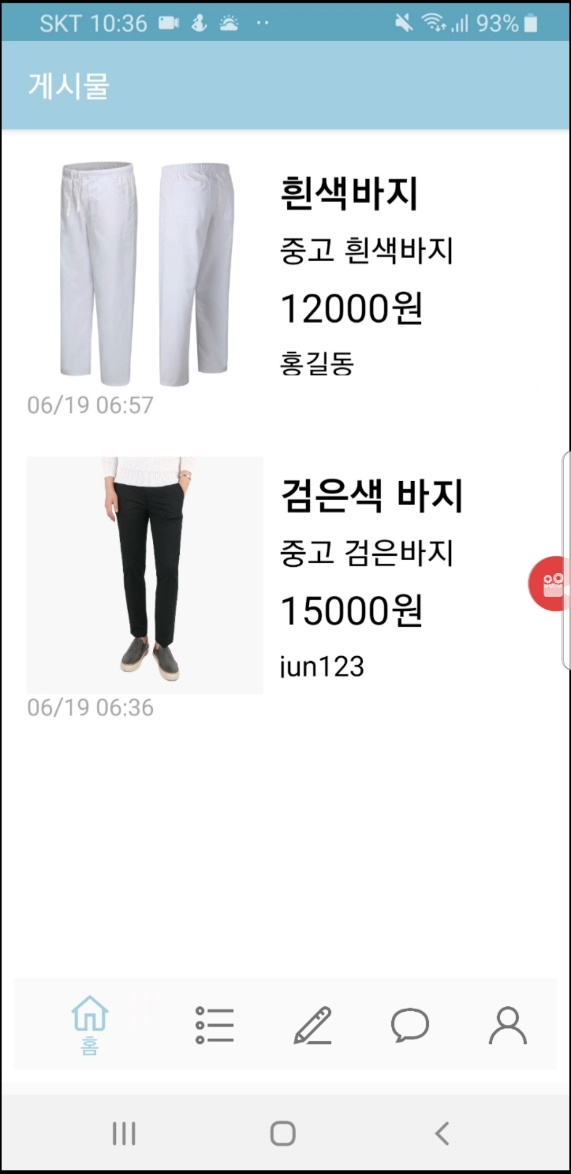 SKT 10:36 93%
게시물
흰색바지
중고 흰색바지
12000원
홍길동
06/19 06:57
검은색 바지
중고 검은바지
15000원
jun123
06/19 06:36
홈